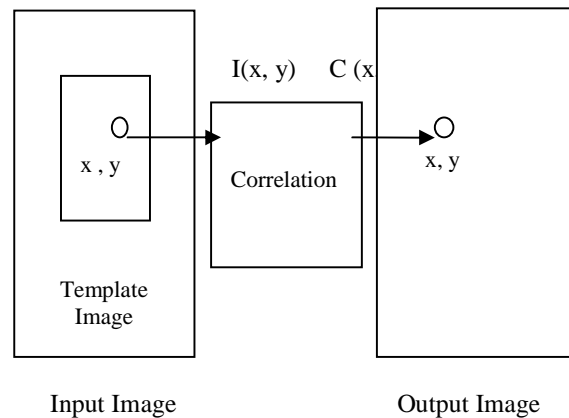 I(x, y) C (x
x , y
Correlation
x, y
Template
Image
Input Image
Output Image